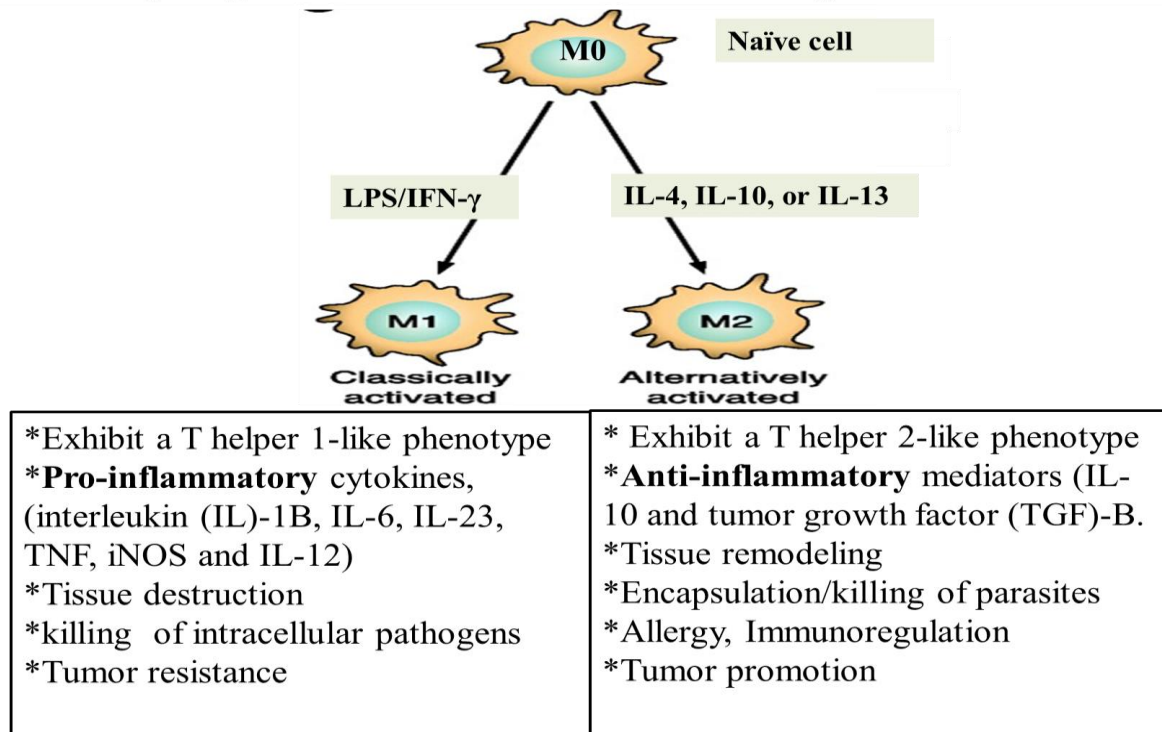 M0
Naïve cell
LPS/IFN-γ
IL-4, IL-10, or IL-13
M1
M2
Classically
activated
Alternatively
activated
*Exhibit a T helper 1-like phenotype
*Pro-inflammatory cytokines,
(interleukin (IL)-1B, IL-6, IL-23,
TNF, iNOS and IL-12)
*Tissue destruction
*killing of intracellular pathogens
*Tumor resistance
* Exhibit a T helper 2-like phenotype
*Anti-inflammatory mediators (IL-
10 and tumor growth factor (TGF)-B.
*Tissue remodeling
*Encapsulation/killing of parasites
*Allergy, Immunoregulation
*Tumor promotion